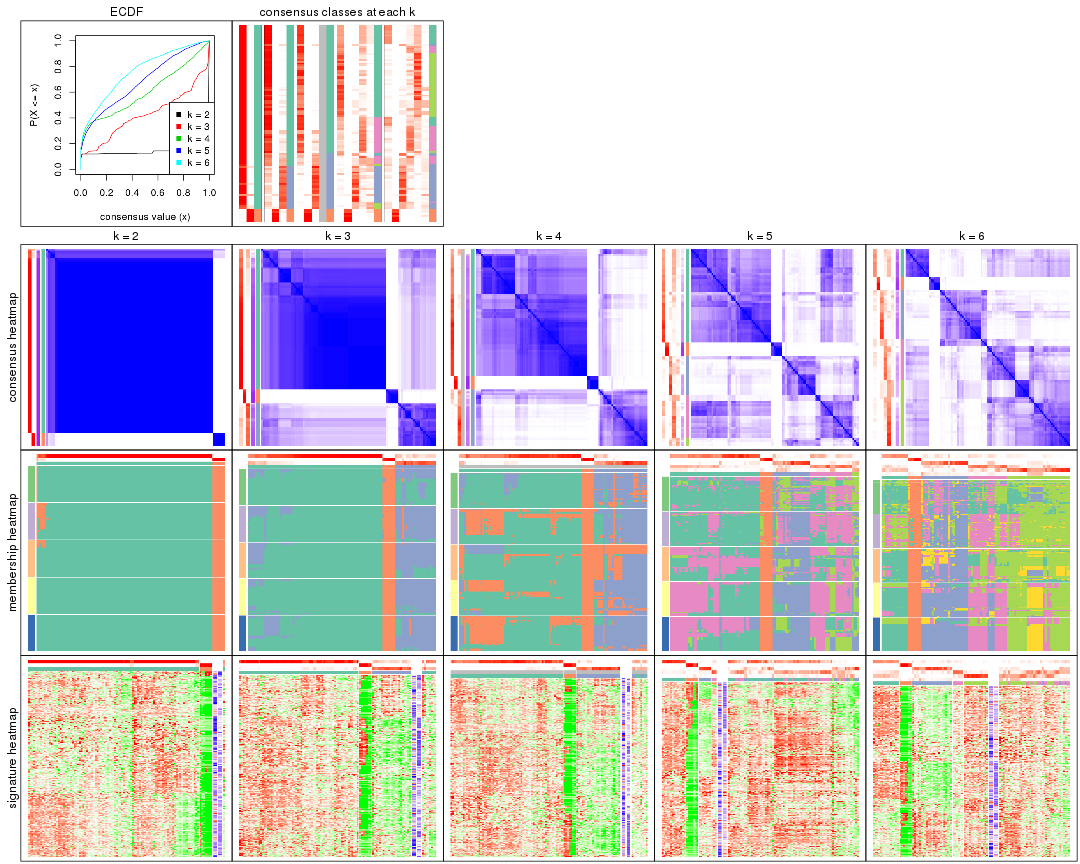 ECDF
consensus classes at each k
P(X <= x)
0.0 0.2 0.4 0.6 0.8 1.0
k = 2
k = 3
k = 4
k = 5
k = 6
0.0 0.2 0.4 0.6 0.8 1.0
consensus value (x)
k = 2
k = 3
k = 4
k = 5
k = 6
consensus heatmap
membership heatmap
signature heatmap